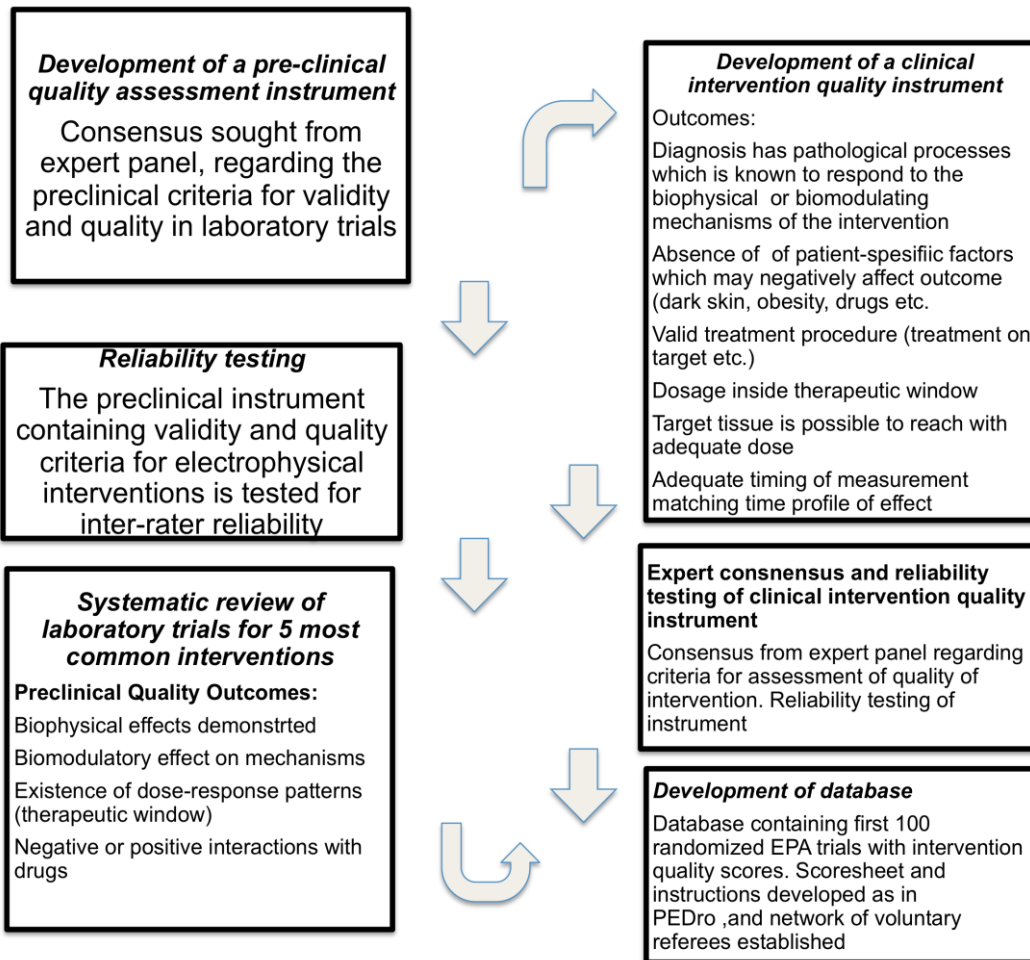 Development of a pre-clinical
quality assessment instrument
Consensus sought from
expert panel, regarding the
preclinical criteria for validity
and quality in laboratory trials
Reliability testing
The preclinical instrument
containing validity and quality
criteria for electrophysical
interventions is tested for
inter-rater reliability
Systematic review of
laboratory trials for 5 most
common interventions
Preclinical Quality Outcomes:
Biophysical effects demonstrted
Biomodulatory effect on mechanisms
Existence of dose-response patterns
(therapeutic window)
Negative or positive interactions with
drugs
Development of a clinical
intervention quality instrument
Outcomes:
Diagnosis has pathological processes
which is known to respond to the
biophysical or biomodulating
mechanisms of the intervention
Absence of of patient-spesifiic factors
which may negatively affect outcome
(dark skin, obesity, drugs etc.
Valid treatment procedure (treatment on
target etc.)
Dosage inside therapeutic window
Target tissue is possible to reach with
adequate dose
Adequate timing of measurement
matching time profile of effect
Expert consnensus and reliability
testing of clinical intervention quality
instrument
Consensus from expert panel regarding
criteria for assessment of quality of
intervention. Reliability testing of
instrument
Development of database
Database containing first 100
randomized EPA trials with intervention
quality scores. Scoresheet and
instructions developed as in
PEDro ,and network of voluntary
referees established